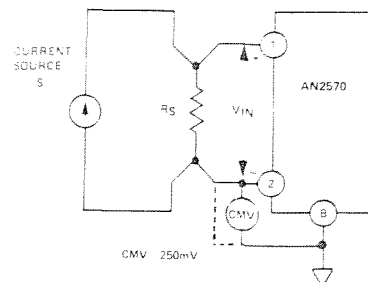 CURRENT
SOURCE
S
RS
VIN
1
+
AN2570
-
2
CMV
B
CMV 250mV